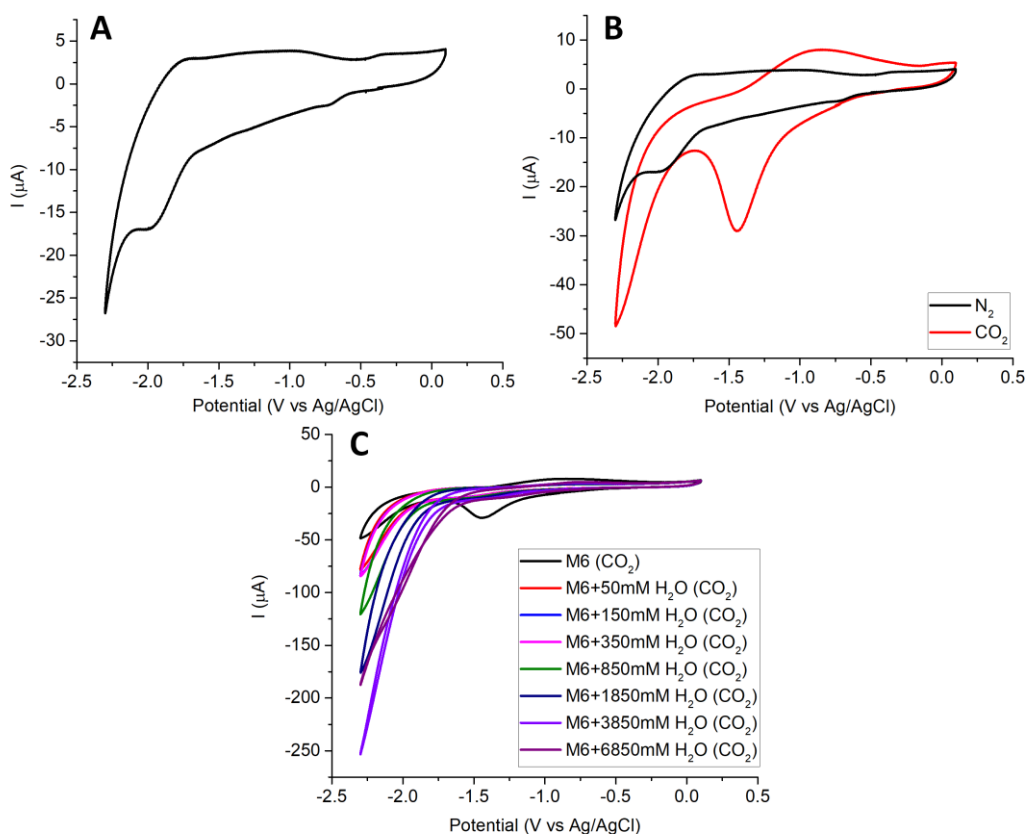 A
5
0
-5
-10
-15
-20
-25
-30
I (μA)
-2.5 -2.0 -1.5 -1.0 -0.5 0.0 0.5
Potential (V vs Ag/AgCl)
B
10
0
-10
-20
-30
-40
-50
I (μA)
N₂
CO₂
-2.5 -2.0 -1.5 -1.0 -0.5 0.0 0.5
Potential (V vs Ag/AgCl)
C
50
0
-50
-100
-150
-200
-250
I (μA)
M6 (CO₂)
M6+50mM H₂O (CO₂)
M6+150mM H₂O (CO₂)
M6+350mM H₂O (CO₂)
M6+850mM H₂O (CO₂)
M6+1850mM H₂O (CO₂)
M6+3850mM H₂O (CO₂)
M6+6850mM H₂O (CO₂)
-2.5 -2.0 -1.5 -1.0 -0.5 0.0 0.5
Potential (V vs Ag/AgCl)